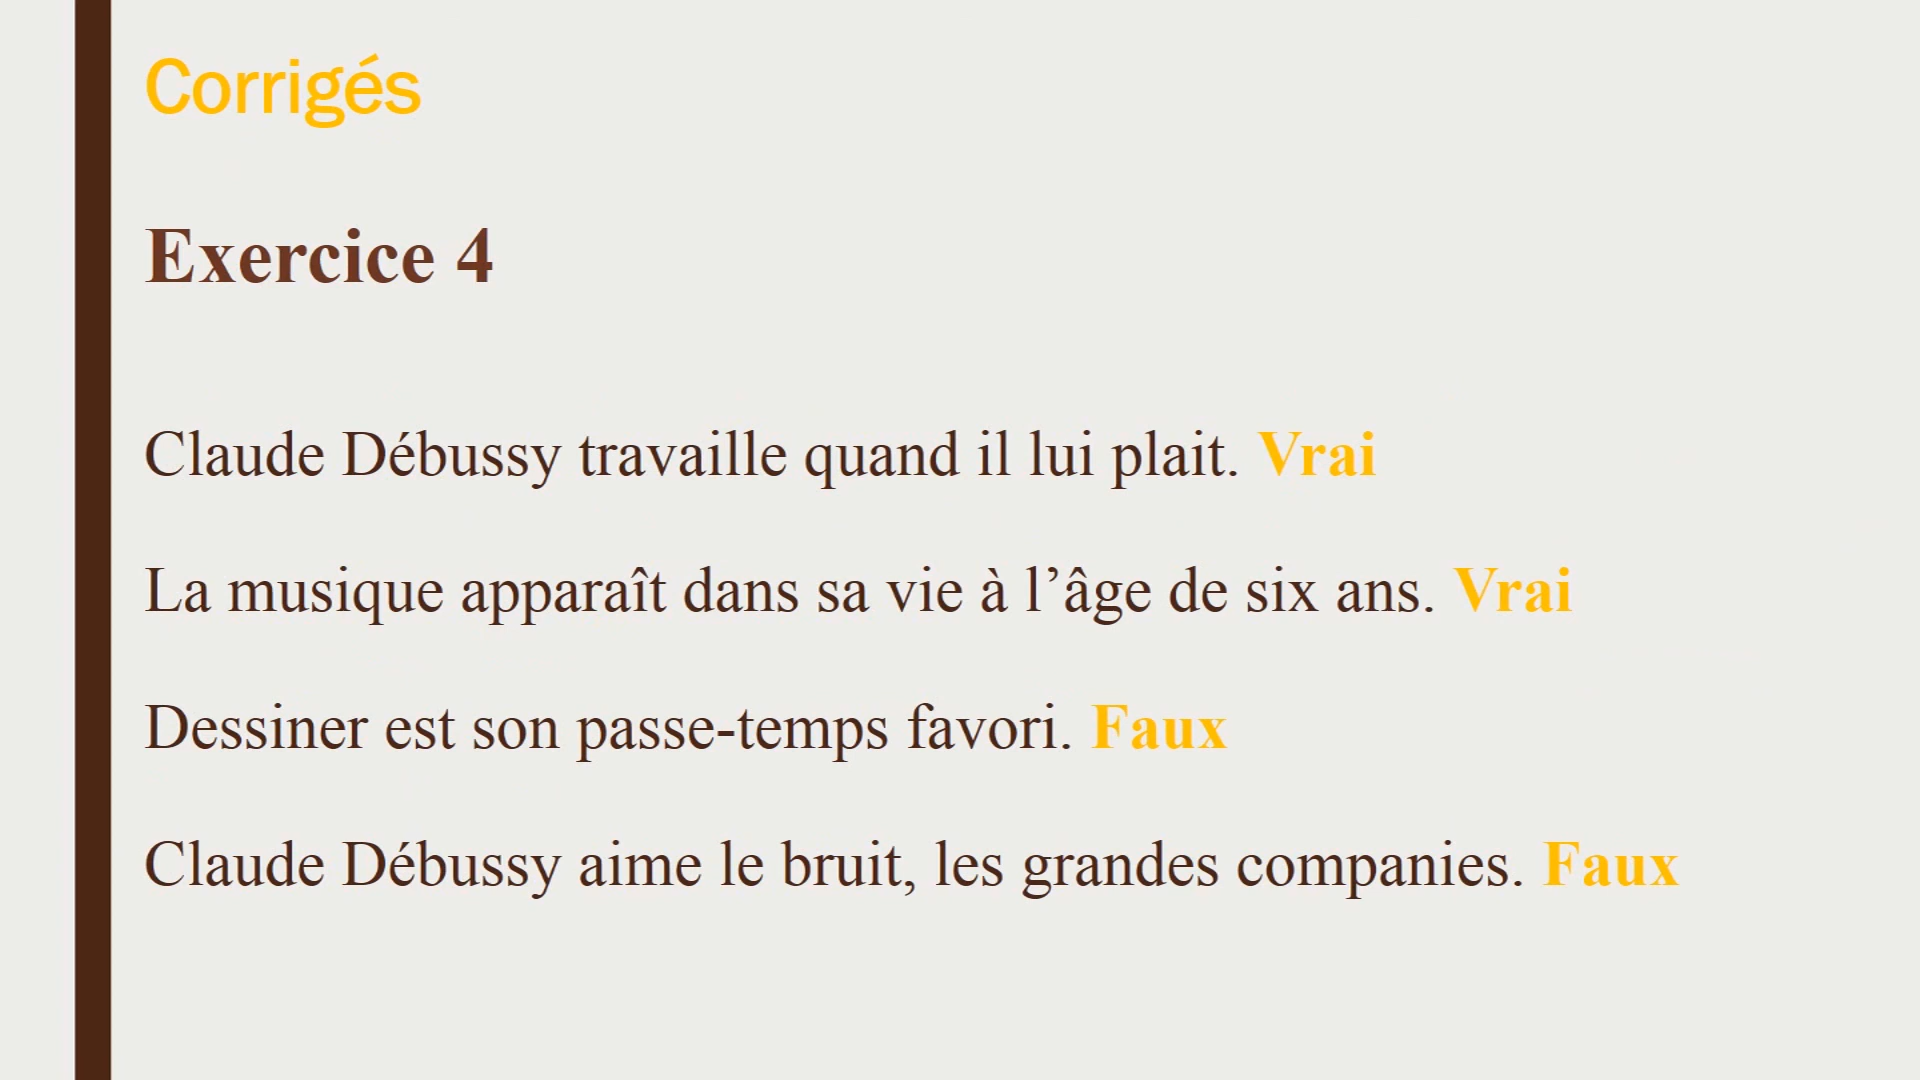 Corrigés
Exercice 4
Claude Débussy travaille quand il lui plait. Vrai
La musique apparaît dans sa vie à l’âge de six ans. Vrai
Dessiner est son passe-temps favori. Faux
Claude Débussy aime le bruit, les grandes companies. Faux